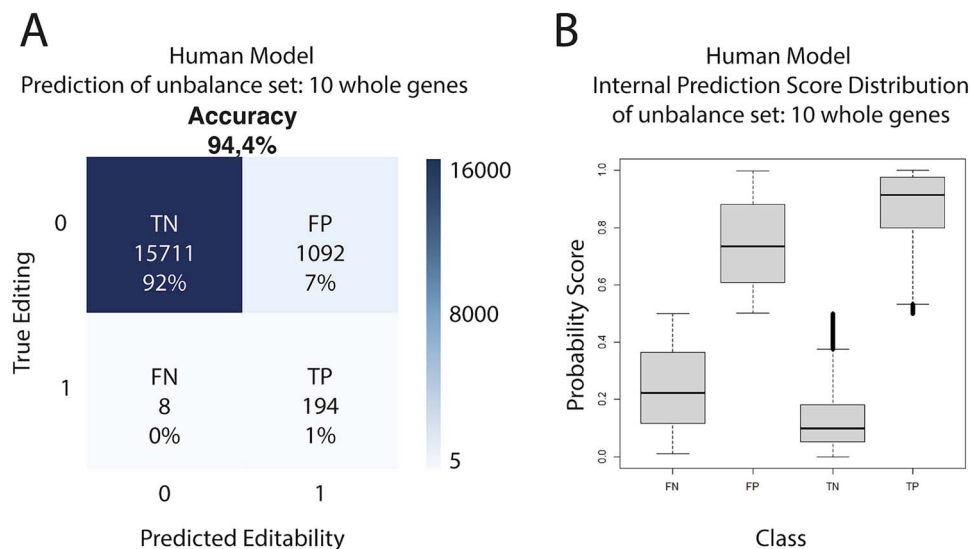 A
Human Model
Prediction of unbalance set: 10 whole genes
Accuracy
94,4%
True Editing
0
1
TN
15711
92%
FP
1092
7%
FN
8
0%
TP
194
1%
0
1
Predicted Editability
16000
8000
5
B
Human Model
Internal Prediction Score Distribution
of unbalance set: 10 whole genes
Probability Score
1.0
0.8
0.6
0.4
0.2
0.0
FN
FP
TN
TP
Class